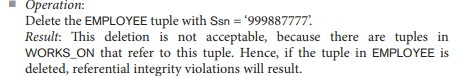 ■ Operation:
Delete the EMPLOYEE tuple with Ssn = ‘999887777’.
Result: This deletion is not acceptable, because there are tuples in
WORKS_ON that refer to this tuple. Hence, if the tuple in EMPLOYEE is
deleted, referential integrity violations will result.